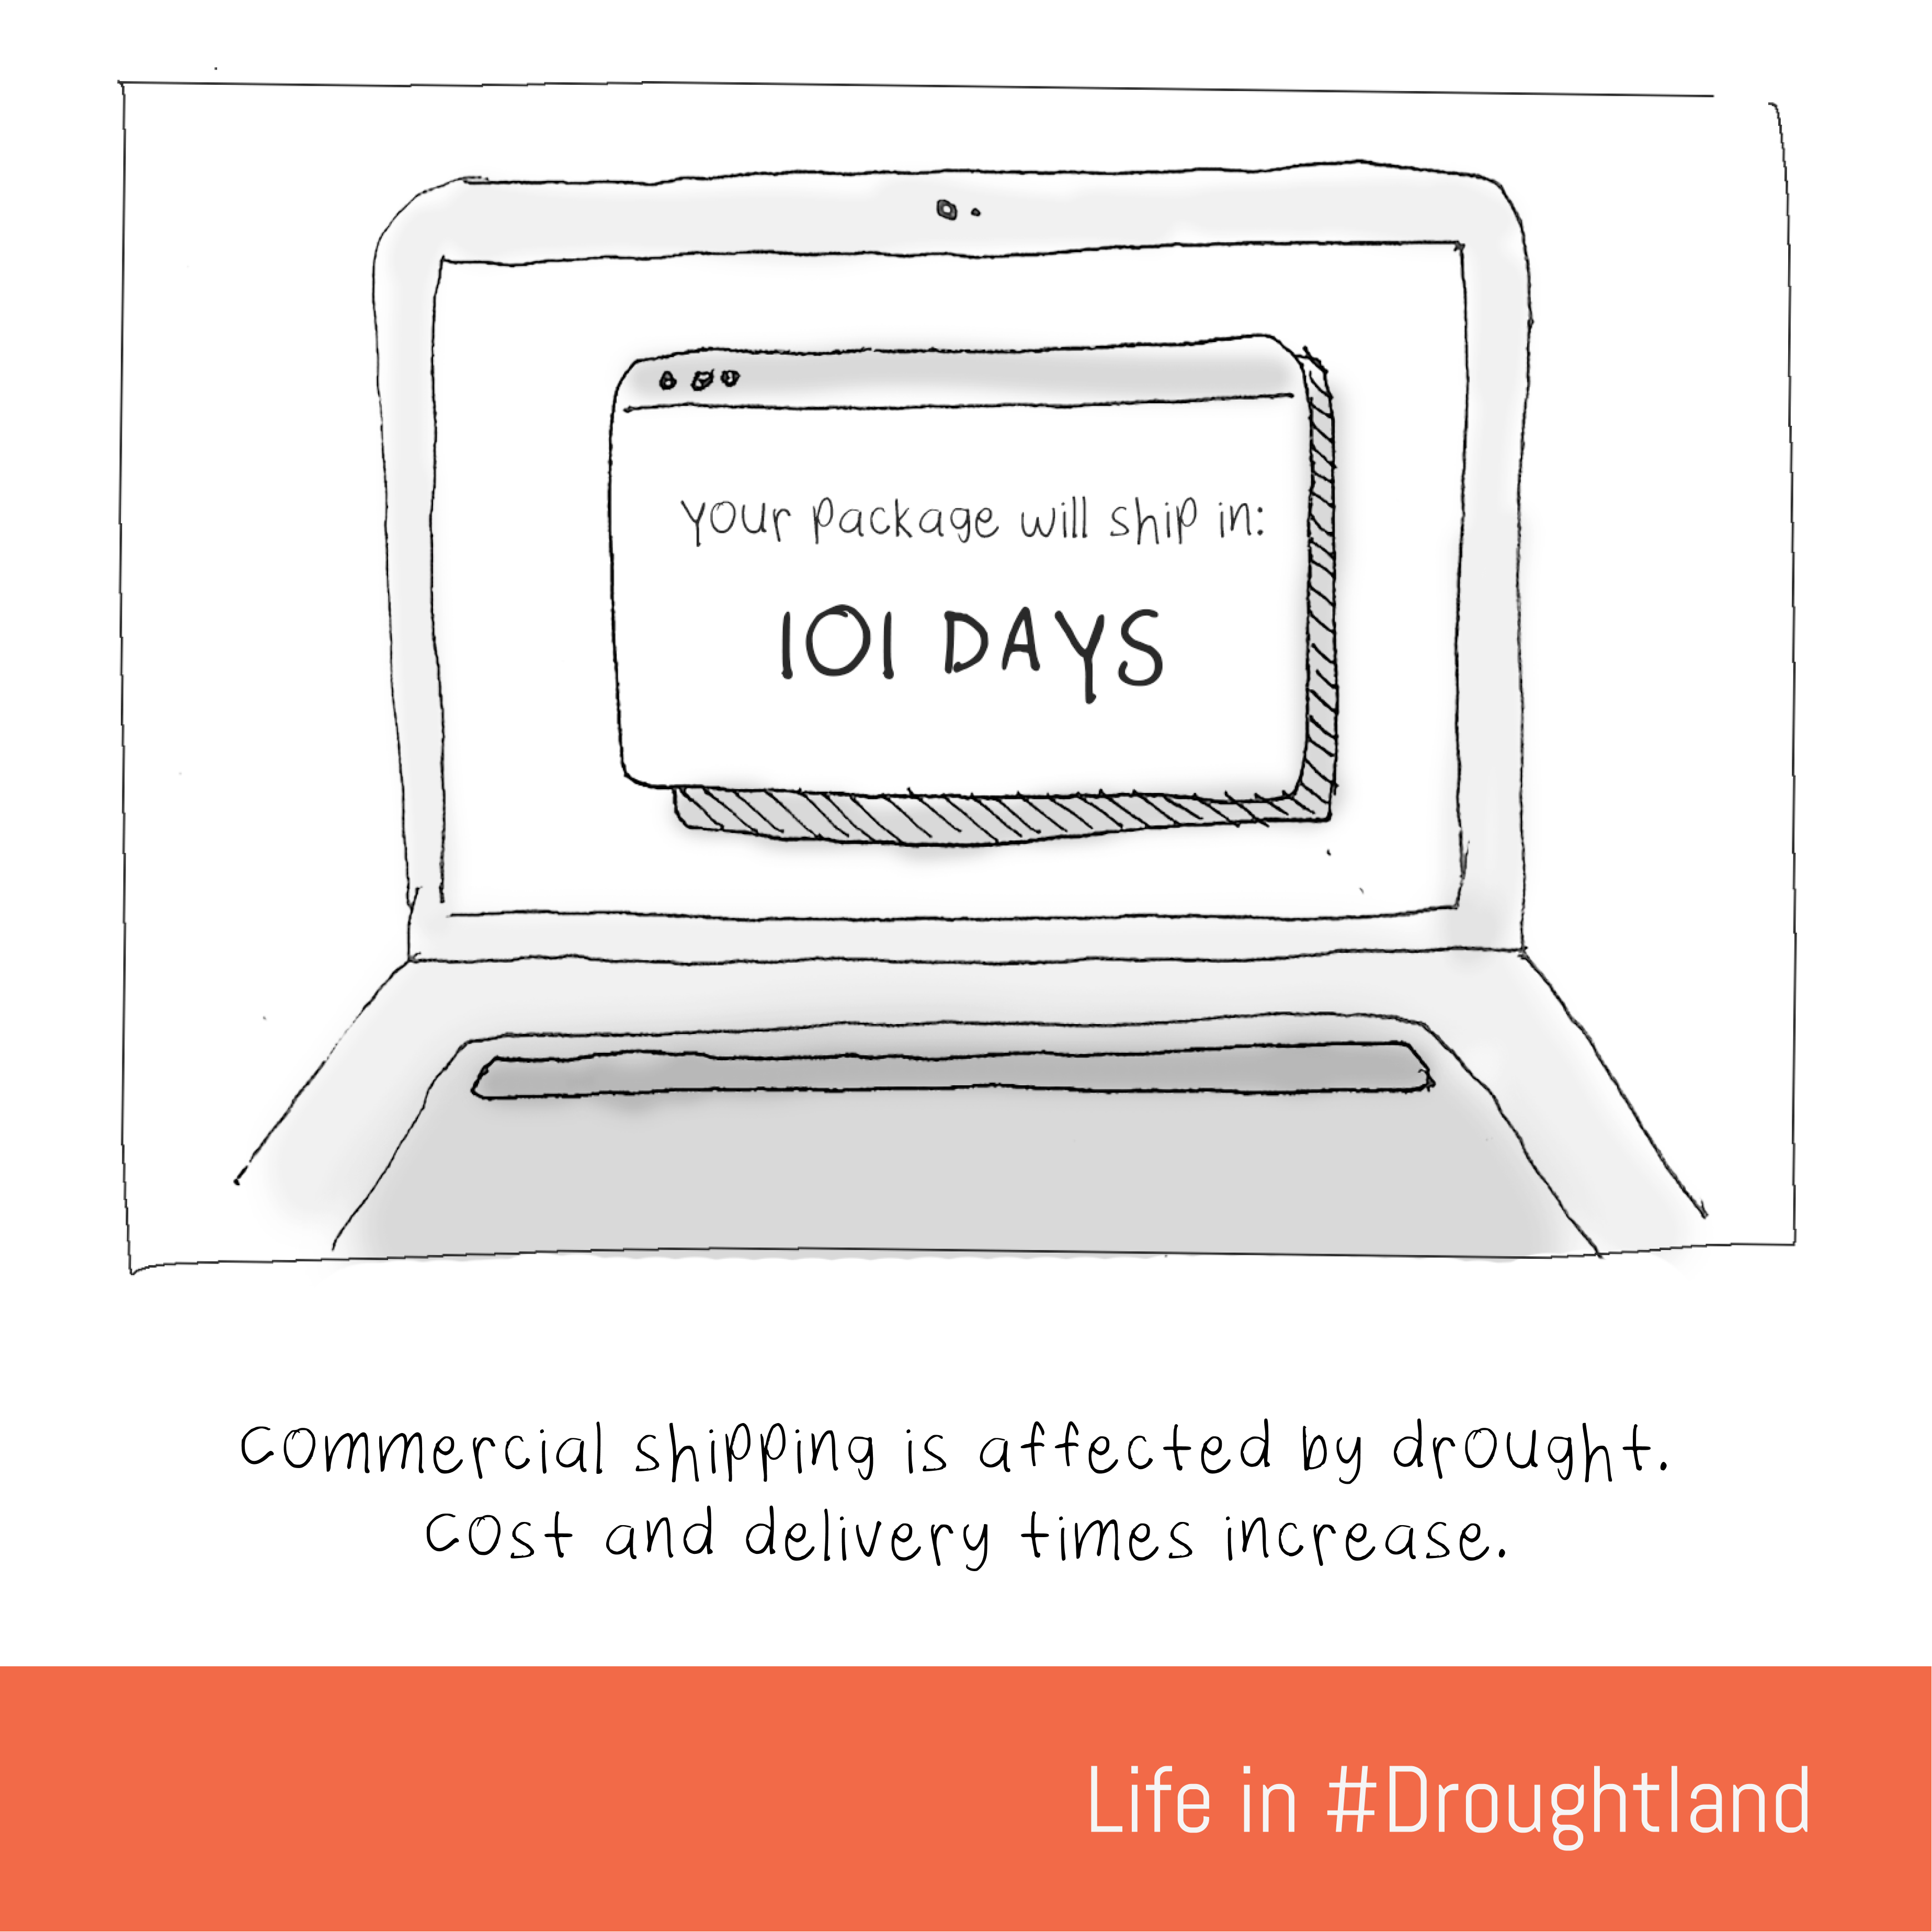 Your package will ship in:
101 DAYS
Commercial shipping is affected by drought.
Cost and delivery times increase.
Life in #Droughtland